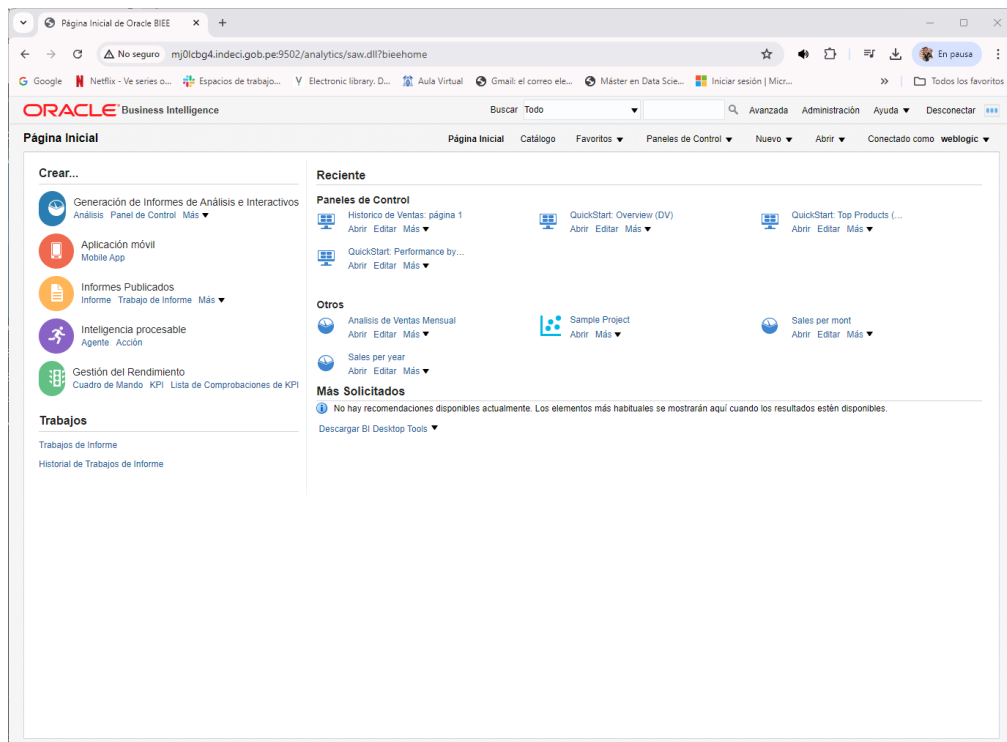 Página Inicial de Oracle BIEE
No seguro mj0lcbg4.indeci.gob.pe:9502/analytics/saw.dll?bieehome En pausa
Google Netflix - Ve series o... Espacios de trabajo... Electronic library. D... Aula Virtual Gmail: el correo ele... Máster en Data Scie... Iniciar sesión | Micr... Todos los favoritos
ORACLE Business Intelligence Buscar Todo Avanzada Administración Ayuda Desconectar
Página Inicial Página Inicial Catálogo Favoritos Paneles de Control Nuevo Abrir Conectado como weblogic
Crear...
Generación de Informes de Análisis e Interactivos
Análisis Panel de Control Más
Aplicación móvil
Mobile App
Informes Publicados
Informe Trabajo de Informe Más
Inteligencia procesable
Agente Acción
Gestión del Rendimiento
Cuadro de Mando KPI Lista de Comprobaciones de KPI
Trabajos
Trabajos de Informe
Historial de Trabajos de Informe
Reciente
Paneles de Control
Historico de Ventas: página 1 QuickStart: Overview (DV) QuickStart: Top Products (...
Abrir Editar Más Abrir Editar Más Abrir Editar Más
QuickStart: Performance by...
Abrir Editar Más
Otros
Analisis de Ventas Mensual Sample Project Sales per mont
Abrir Editar Más Abrir Más Abrir Editar Más
Sales per year
Abrir Editar Más
Más Solicitados
No hay recomendaciones disponibles actualmente. Los elementos más habituales se mostrarán aquí cuando los resultados estén disponibles.
Descargar BI Desktop Tools